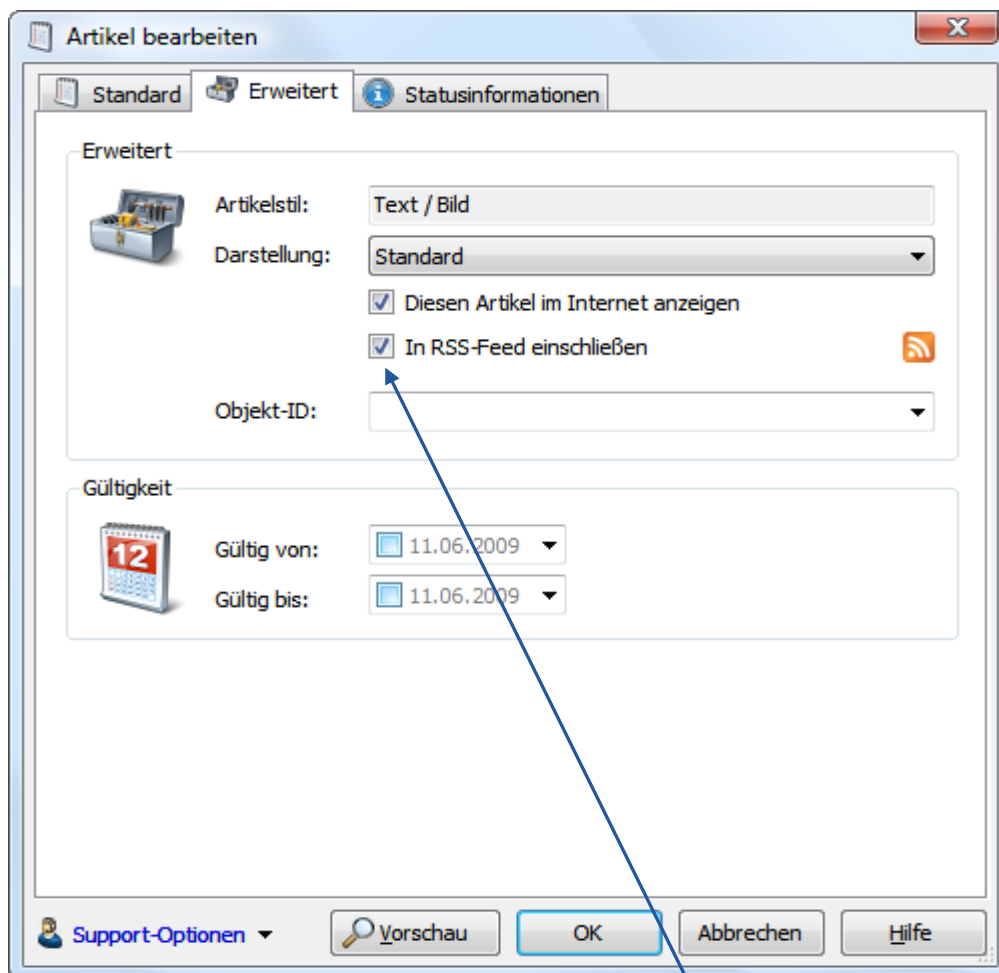 Artikel bearbeiten
Standard Erweitert Statusinformationen
Erweitert
Artikelstil: Text / Bild
Darstellung: Standard
Diesen Artikel im Internet anzeigen
In RSS-Feed einschließen
Objekt-ID:
Gültigkeit
12
Gültig von: 11.06.2009
Gültig bis: 11.06.2009
Support-Optionen Vorschau OK Abbrechen Hilfe